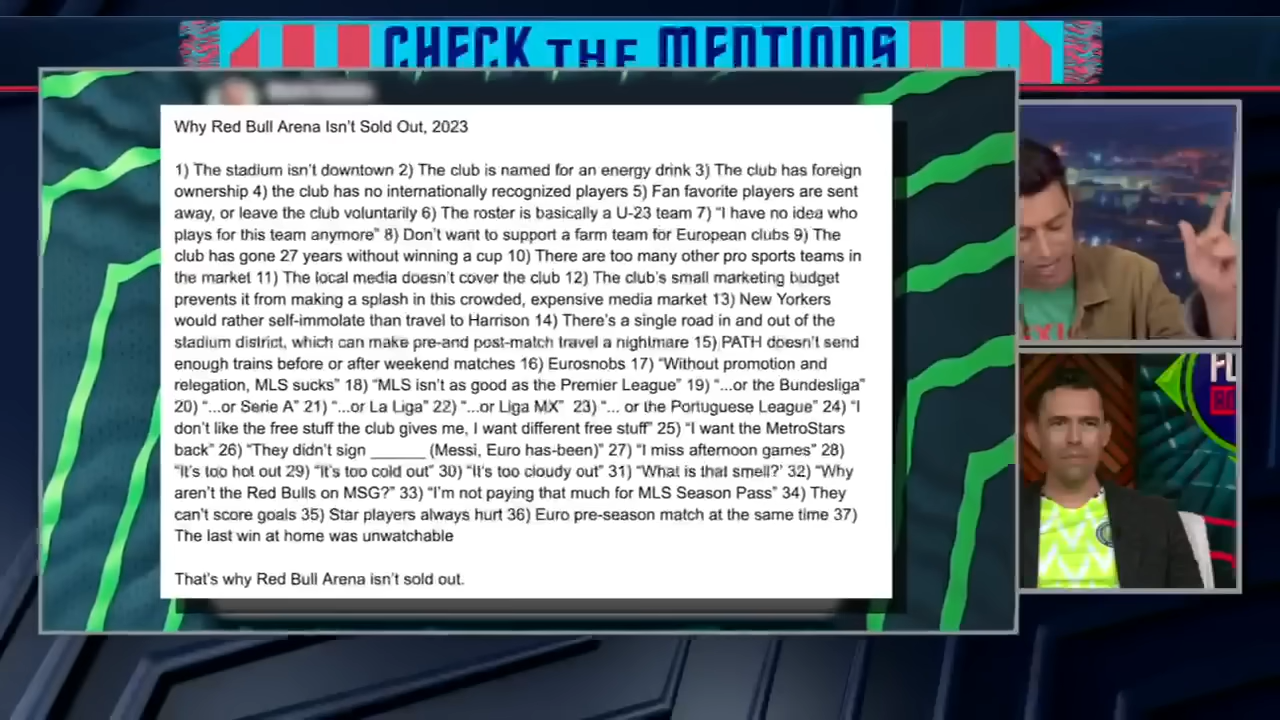 CHECK THE MENTIONS
Why Red Bull Arena Isn't Sold Out, 2023
1) The stadium isn't downtown 2) The club is named for an energy drink 3) The club has foreign
ownership 4) the club has no internationally recognized players 5) Fan favorite players are sent
away, or leave the club voluntarily 6) The roster is basically a U-23 team 7) “I have no idea who
plays for this team anymore” 8) Don't want to support a farm team for European clubs 9) The
club has gone 27 years without winning a cup 10) There are too many other pro sports teams in
the market 11) The local media doesn't cover the club 12) The club's small marketing budget
prevents it from making a splash in this crowded, expensive media market 13) New Yorkers
would rather self-immolate than travel to Harrison 14) There's a single road in and out of the
stadium district, which can make pre-and post-match travel a nightmare 15) PATH doesn't send
enough trains before or after weekend matches 16) Eurosnobs 17) “Without promotion and
relegation, MLS sucks” 18) “MLS isn't as good as the Premier League” 19) “...or the Bundesliga”
20) “...or Serie A” 21) “...or La Liga” 22) “...or Liga MX” 23) “... or the Portuguese League” 24) “I
don't like the free stuff the club gives me, I want different free stuff” 25) “I want the MetroStars
back” 26) “They didn't sign ______ (Messi, Euro has-been)” 27) “I miss afternoon games” 28)
“It's too hot out 29) “It's too cold out” 30) “It's too cloudy out” 31) “What is that smell?' 32) “Why
aren't the Red Bulls on MSG?” 33) “I'm not paying that much for MLS Season Pass” 34) They
can't score goals 35) Star players always hurt 36) Euro pre-season match at the same time 37)
The last win at home was unwatchable
That's why Red Bull Arena isn't sold out.